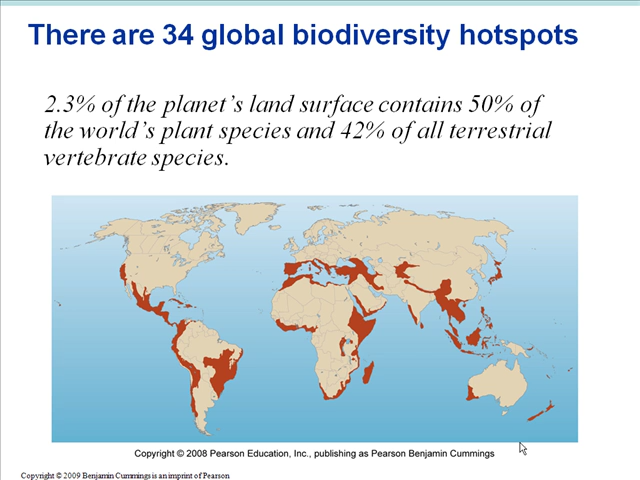 There are 34 global biodiversity hotspots
2.3% of the planet’s land surface contains 50% of
the world’s plant species and 42% of all terrestrial
vertebrate species.
Copyright © 2008 Pearson Education, Inc., publishing as Pearson Benjamin Cummings
Copyright © 2009 Benjamin Cummings is an imprint of Pearson